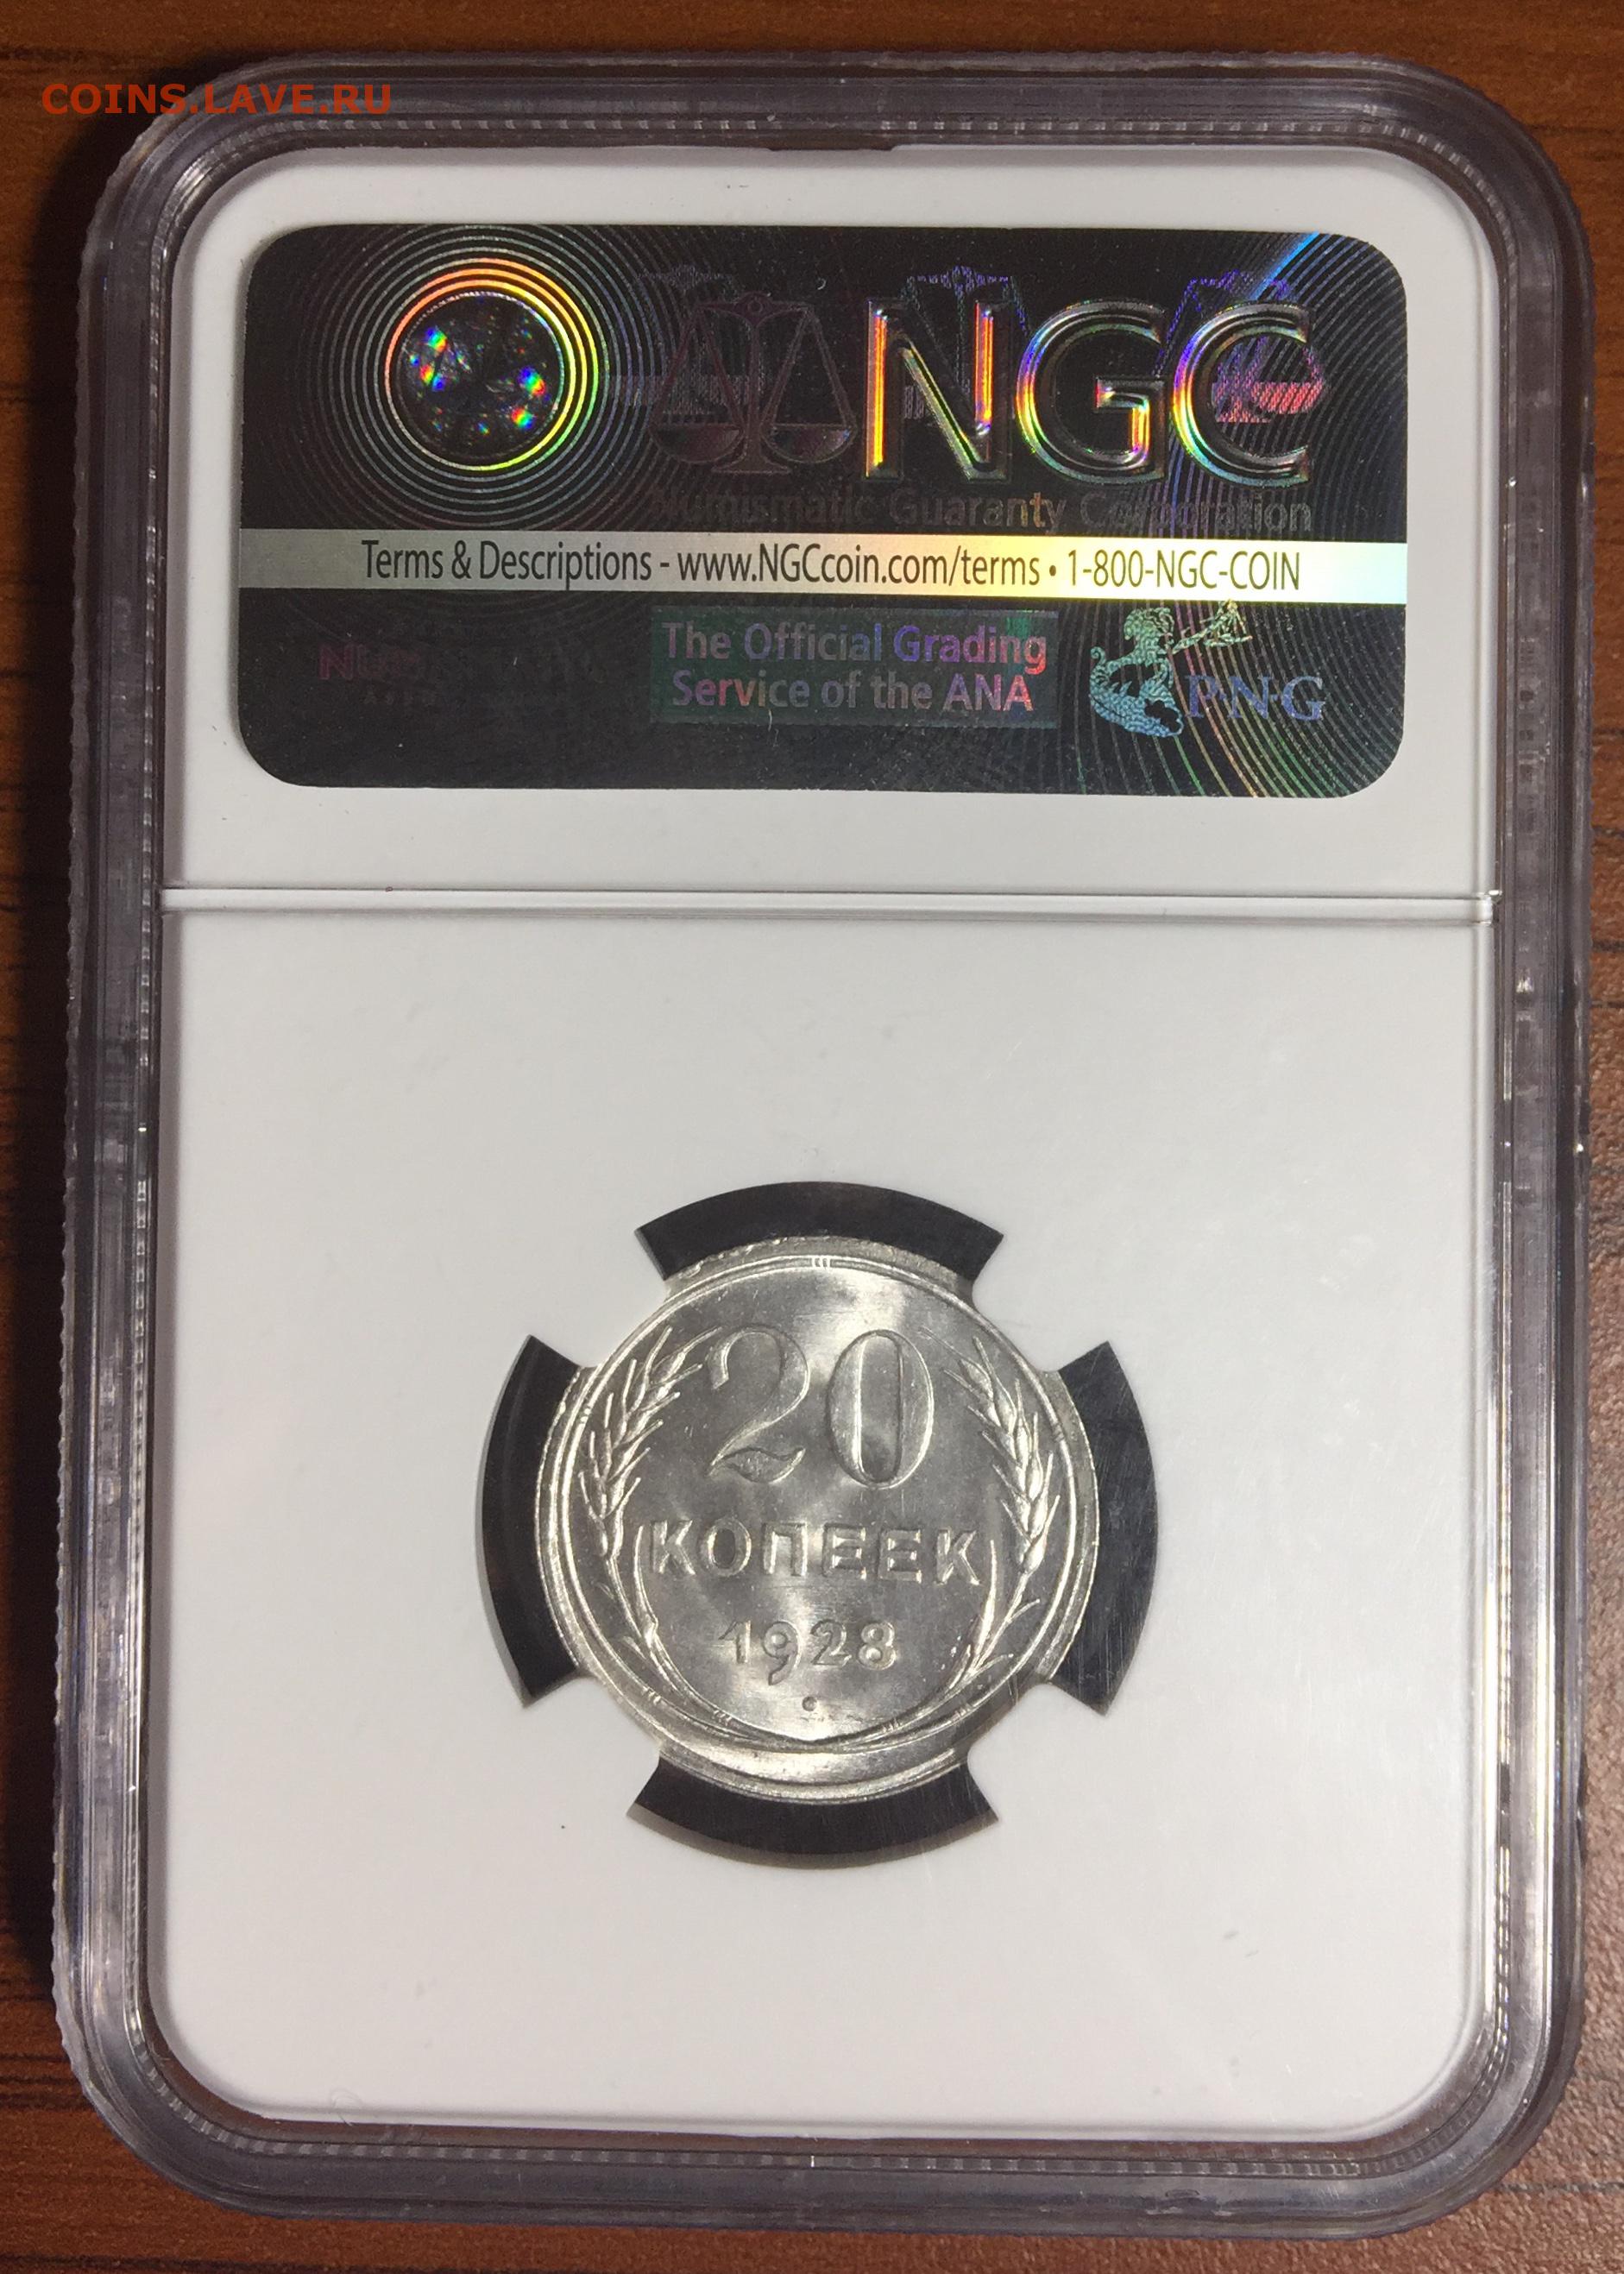 COINS.LAVE.RU
NGC
Numismatic Guaranty Corporation
Terms & Descriptions - www.NGCcoin.com/terms • 1-800-NGC-COIN
The Official Grading
Service of the ANA
P·N·G
20
КОПЕЕК
1928